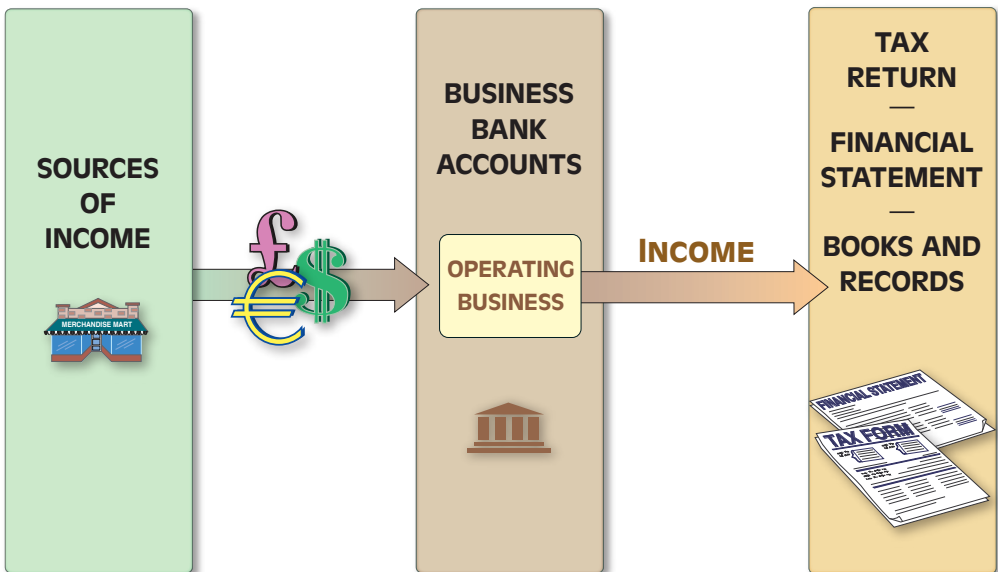 SOURCES
OF
INCOME
MERCHANDISE MART
£
$
€
BUSINESS
BANK
ACCOUNTS
OPERATING
BUSINESS
INCOME
TAX
RETURN
—
FINANCIAL
STATEMENT
—
BOOKS AND
RECORDS
FINANCIAL STATEMENT
TAX FORM